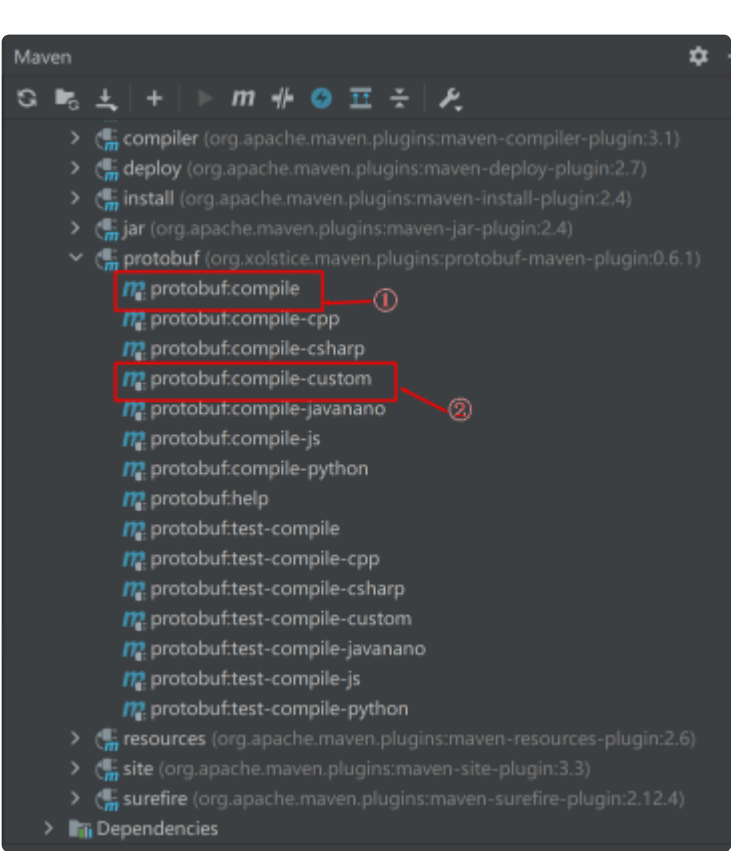 Maven
compiler (org.apache.maven.plugins:maven-compiler-plugin:3.1)
deploy (org.apache.maven.plugins:maven-deploy-plugin:2.7)
install (org.apache.maven.plugins:maven-install-plugin:2.4)
jar (org.apache.maven.plugins:maven-jar-plugin:2.4)
protobuf (org.xolstice.maven.plugins:protobuf-maven-plugin:0.6.1)
protobuf:compile
①
protobuf:compile-cpp
protobuf:compile-csharp
protobuf:compile-custom
protobuf:compile-javanano
②
protobuf:compile-js
protobuf:compile-python
protobuf:help
protobuf:test-compile
protobuf:test-compile-cpp
protobuf:test-compile-csharp
protobuf:test-compile-custom
protobuf:test-compile-javanano
protobuf:test-compile-js
protobuf:test-compile-python
resources (org.apache.maven.plugins:maven-resources-plugin:2.6)
site (org.apache.maven.plugins:maven-site-plugin:3.3)
surefire (org.apache.maven.plugins:maven-surefire-plugin:2.12.4)
Dependencies